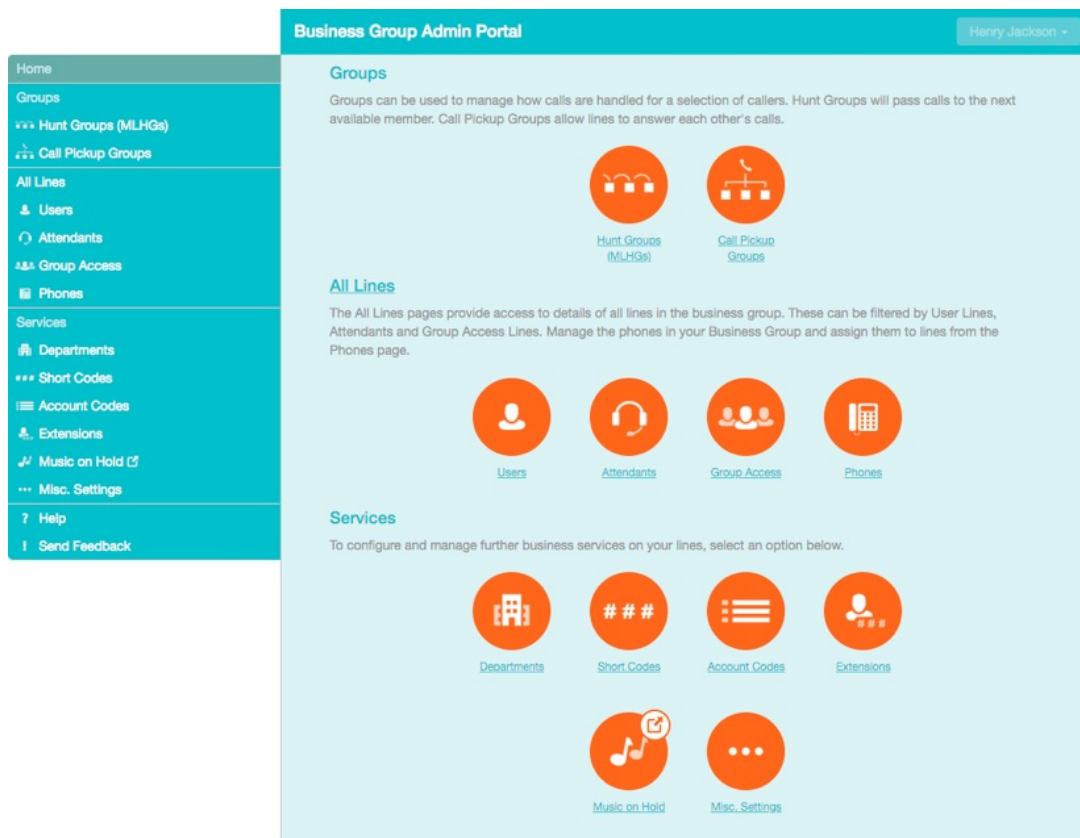 Business Group Admin Portal
Henry Jackson
Home
Groups
Hunt Groups (MLHGs)
Call Pickup Groups
All Lines
Users
Attendants
Group Access
Phones
Services
Departments
### Short Codes
Account Codes
Extensions
Music on Hold
Misc. Settings
? Help
! Send Feedback
Groups
Groups can be used to manage how calls are handled for a selection of callers. Hunt Groups will pass calls to the next
available member. Call Pickup Groups allow lines to answer each other's calls.
Hunt Groups
(MLHGs)
Call Pickup
Groups
All Lines
The All Lines pages provide access to details of all lines in the business group. These can be filtered by User Lines,
Attendants and Group Access Lines. Manage the phones in your Business Group and assign them to lines from the
Phones page.
Users
Attendants
Group Access
Phones
Services
To configure and manage further business services on your lines, select an option below.
###
###
Departments
Short Codes
Account Codes
Extensions
Music on Hold
Misc. Settings